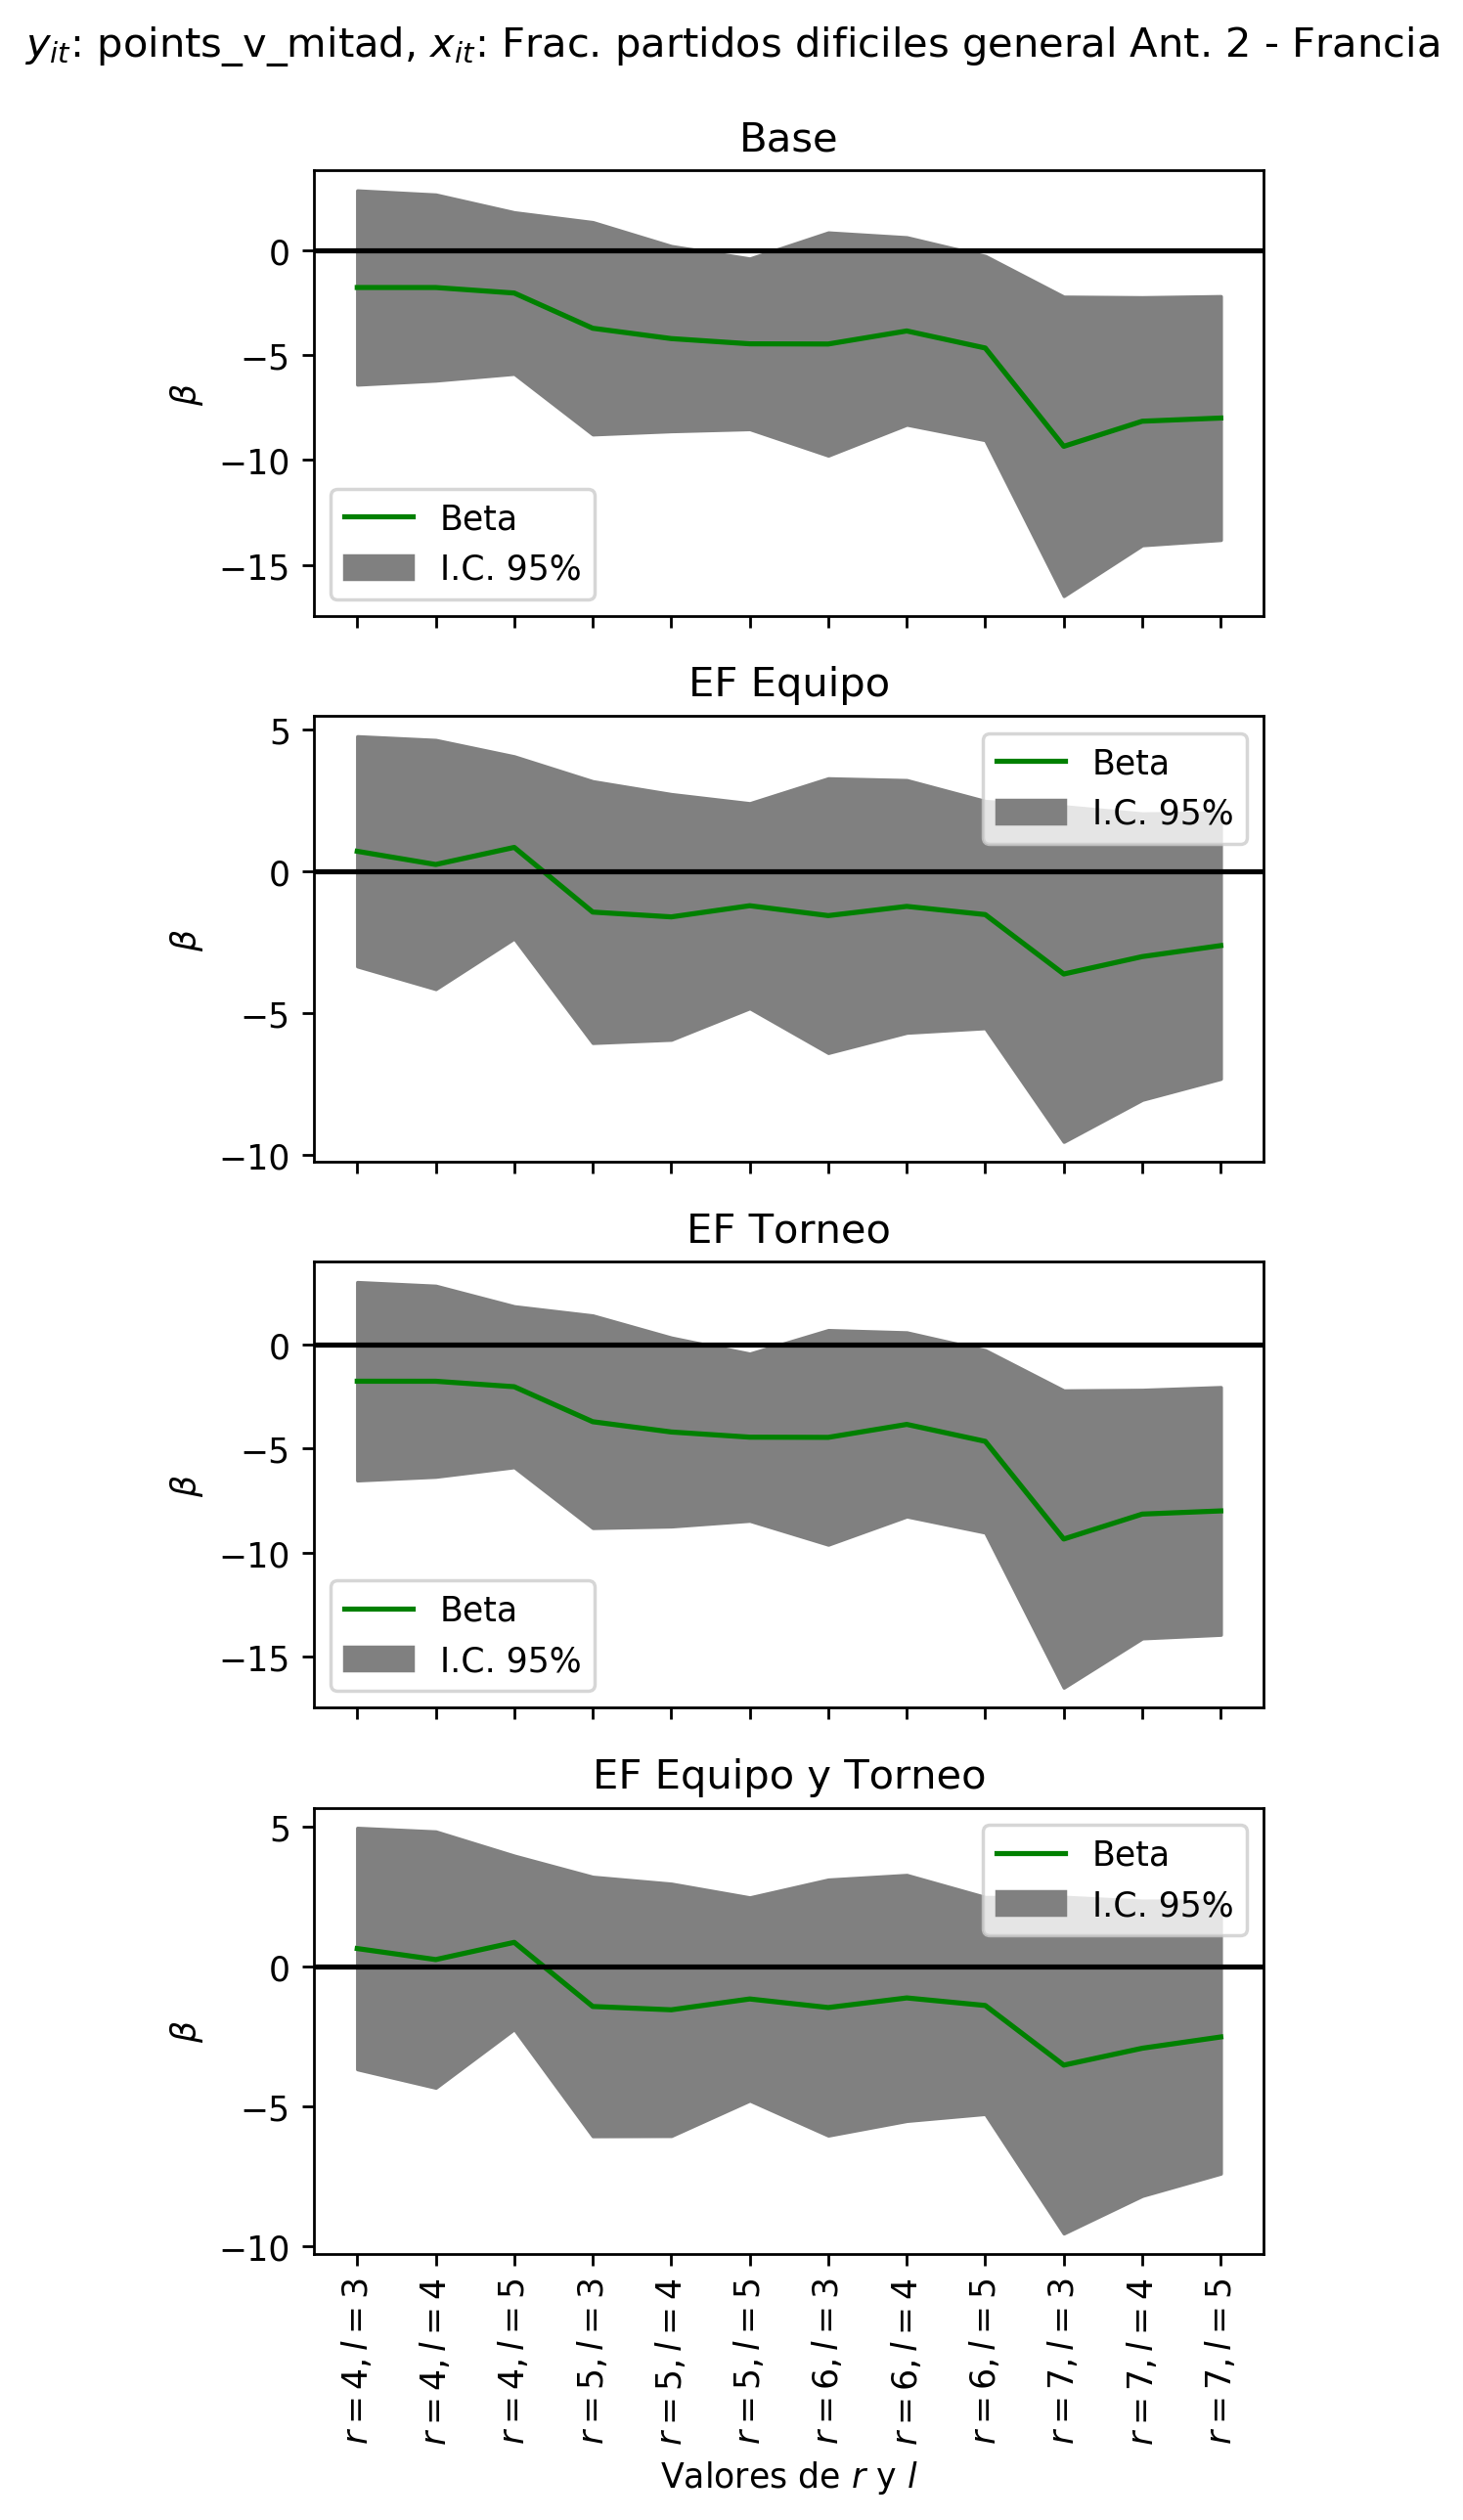 y_it: points_v_mitad, x_it: Frac. partidos dificiles general Ant. 2 - Francia
Base
0
−5
−10
−15
β
Beta
I.C. 95%
EF Equipo
5
0
−5
−10
β
Beta
I.C. 95%
EF Torneo
0
−5
−10
−15
β
Beta
I.C. 95%
EF Equipo y Torneo
5
0
−5
−10
β
Beta
I.C. 95%
r = 4, l = 3
r = 4, l = 4
r = 4, l = 5
r = 5, l = 3
r = 5, l = 4
r = 5, l = 5
r = 6, l = 3
r = 6, l = 4
r = 6, l = 5
r = 7, l = 3
r = 7, l = 4
r = 7, l = 5
Valores de r y l